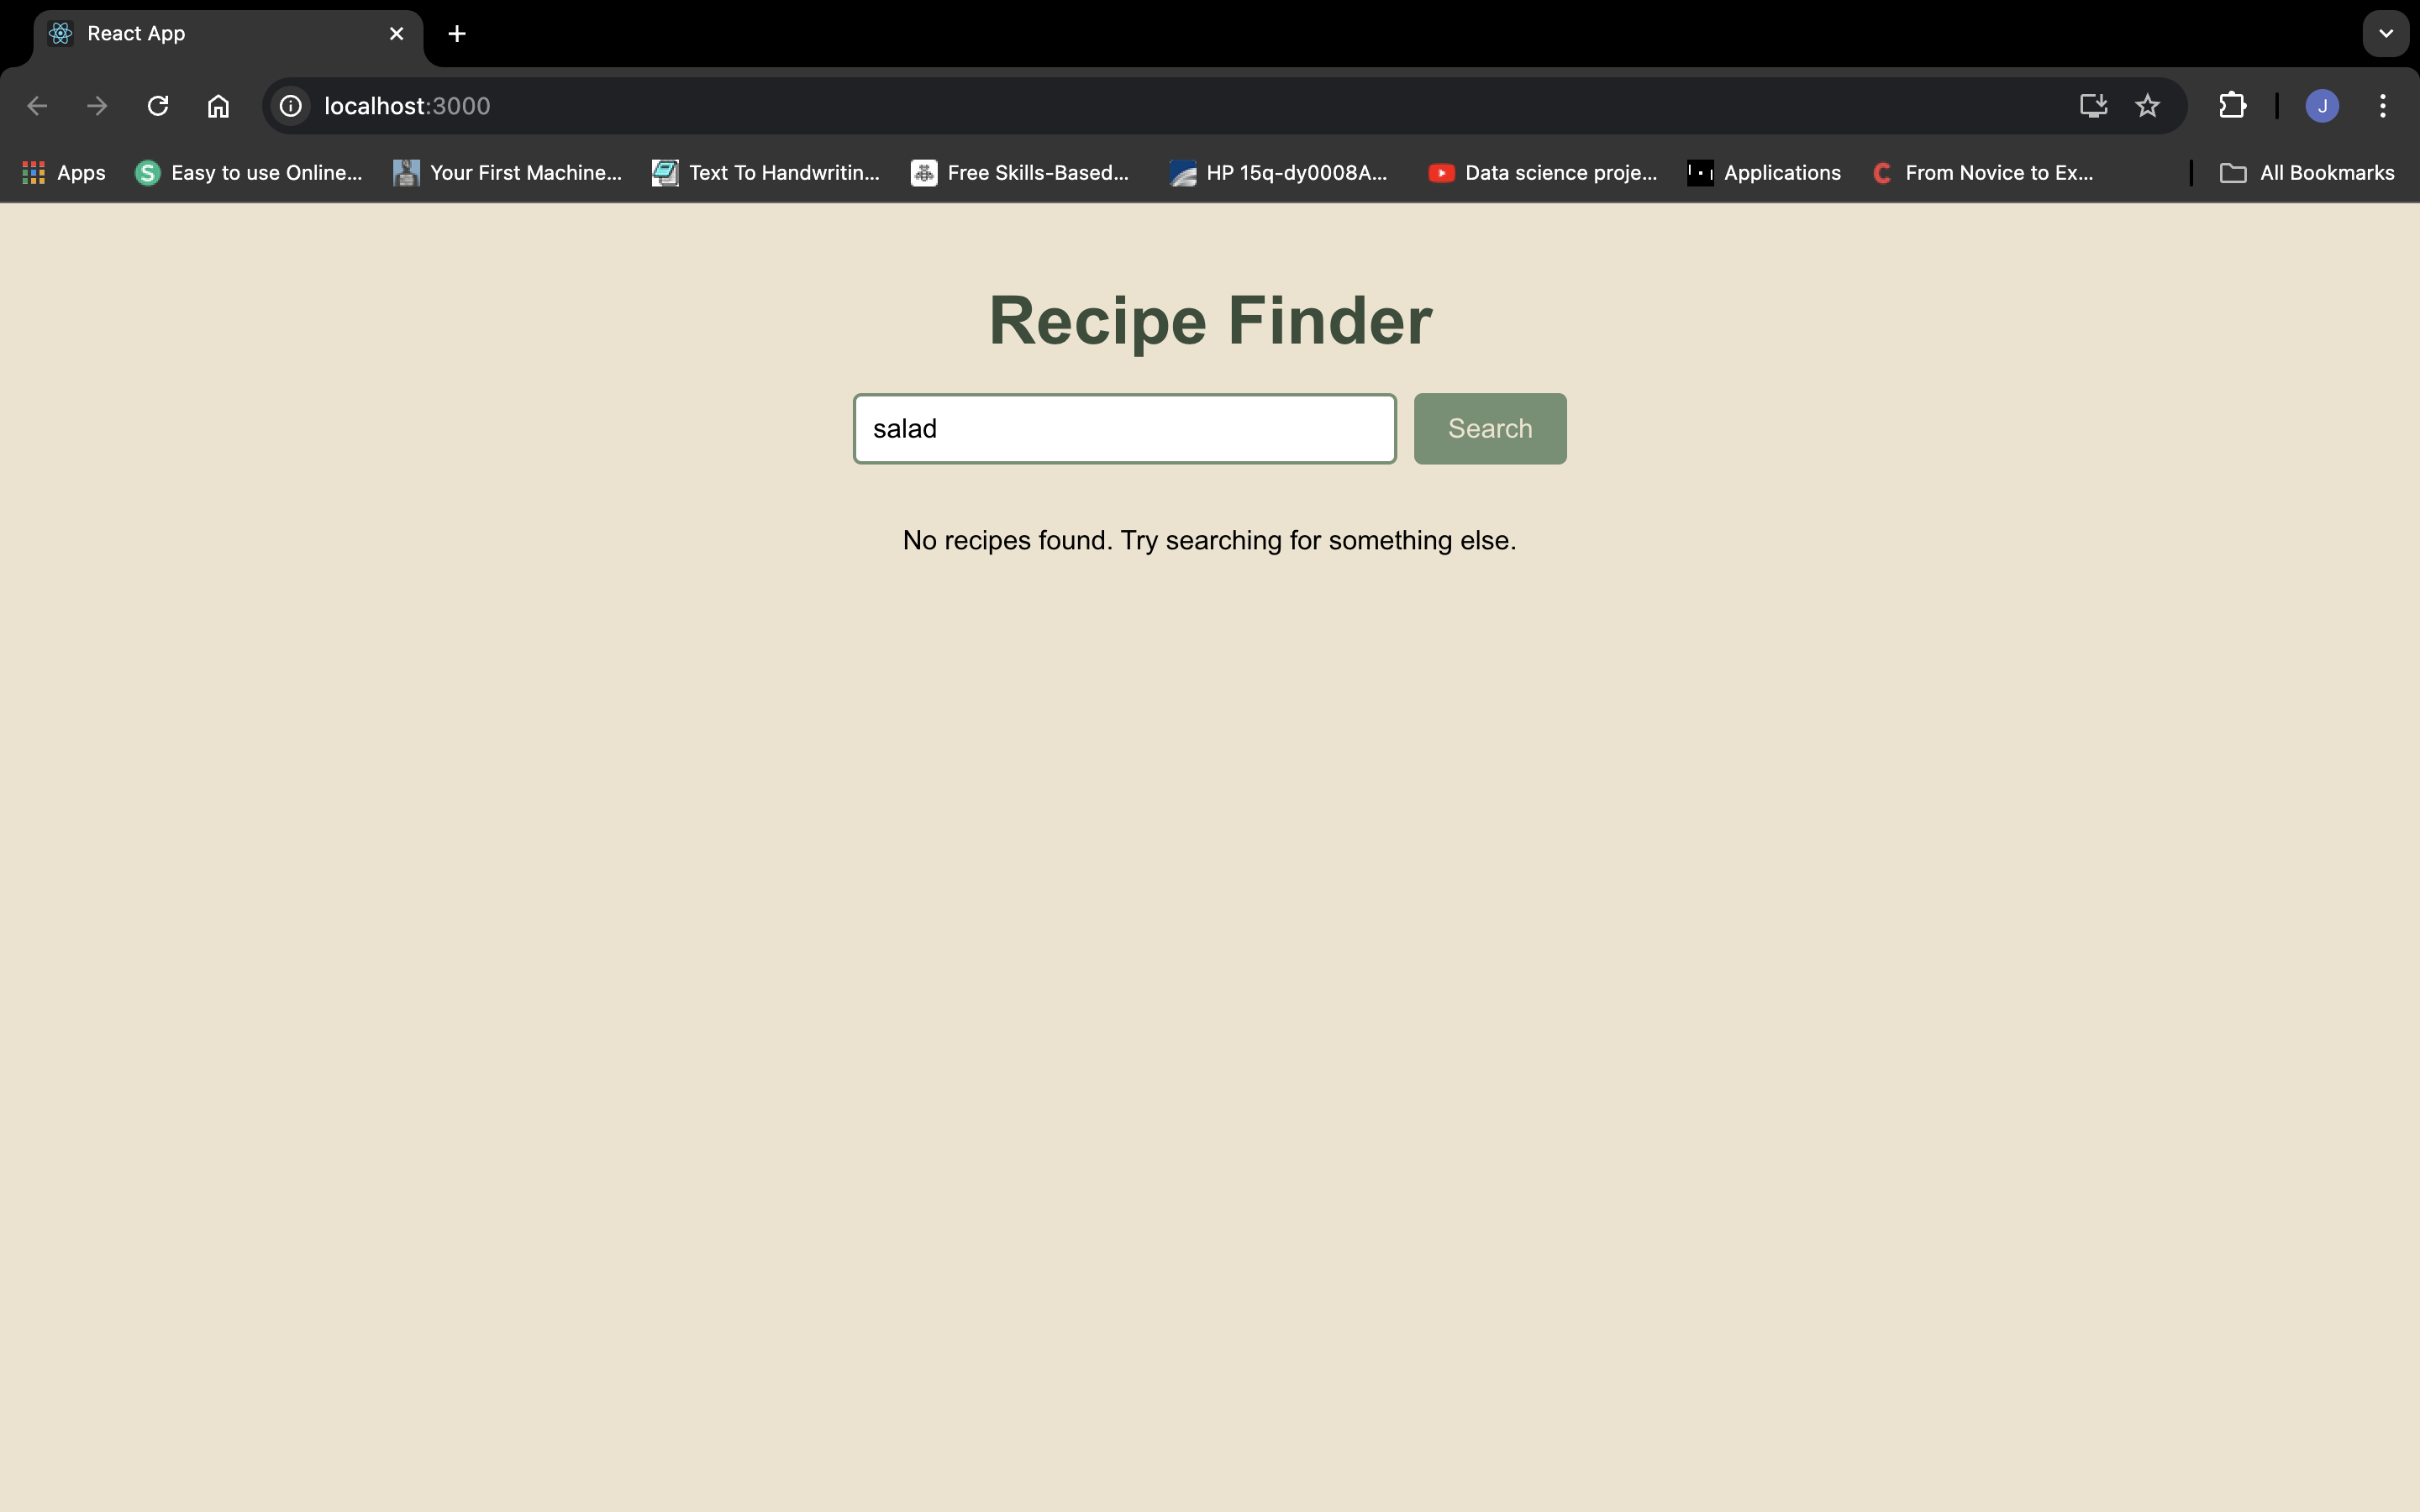 React App
localhost:3000
J
Apps
S Easy to use Online...
Your First Machine...
Text To Handwritin...
Free Skills-Based...
HP 15q-dy0008A...
Data science proje...
Applications
From Novice to Ex...
All Bookmarks
Recipe Finder
salad
Search
No recipes found. Try searching for something else.